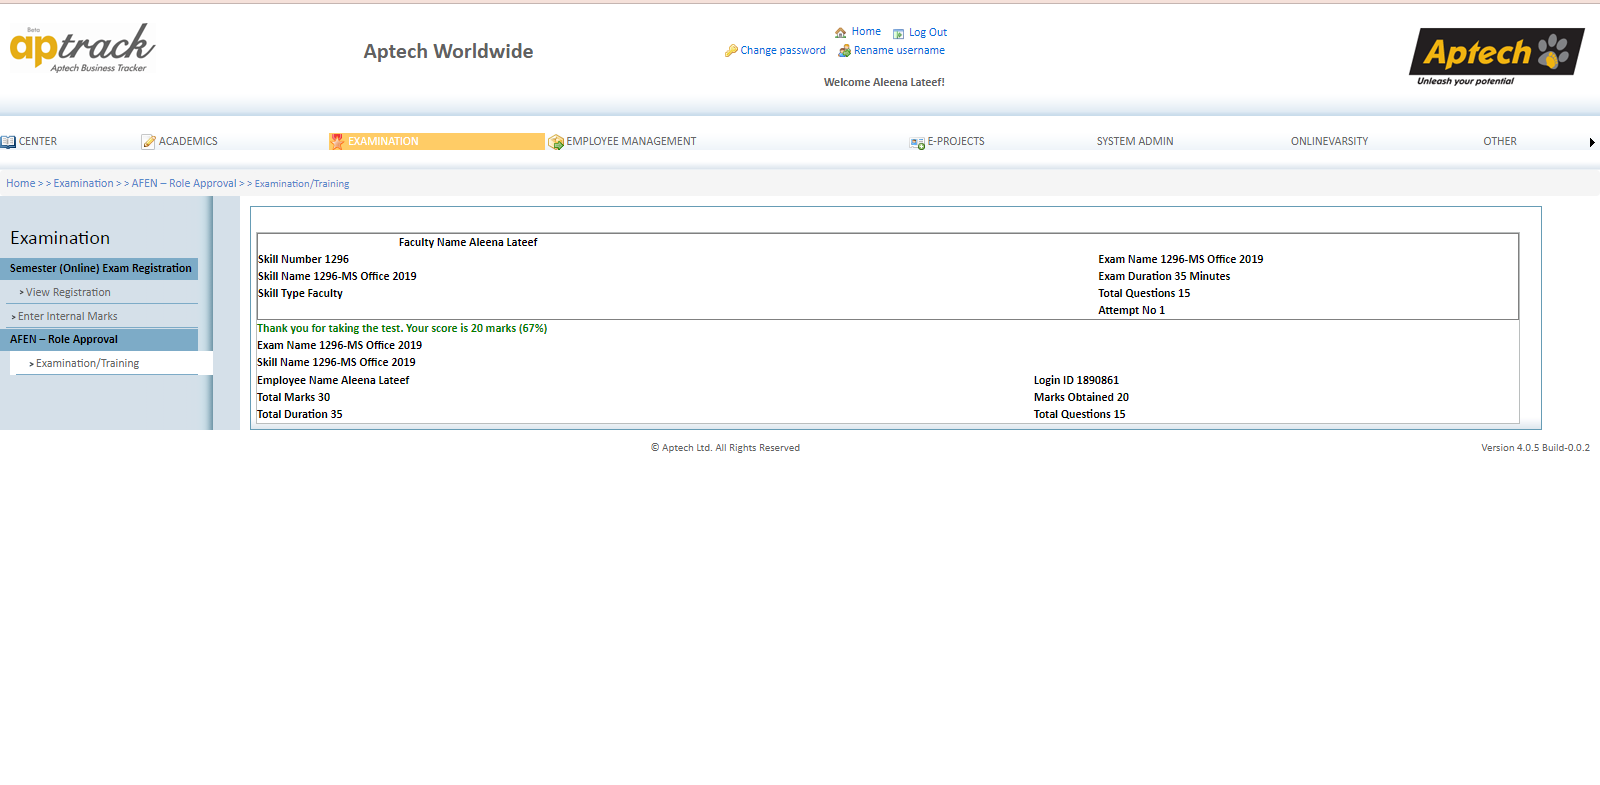 Beta
aptrack
Aptech Business Tracker
Aptech Worldwide
Home Log Out
Change password Rename username
Welcome Aleena Lateef!
Aptech
Unleash your potential
CENTER ACADEMICS EXAMINATION EMPLOYEE MANAGEMENT E-PROJECTS SYSTEM ADMIN ONLINEVARSITY OTHER
Home > > Examination > > AFEN – Role Approval > > Examination/Training
Examination
Semester (Online) Exam Registration
> View Registration
> Enter Internal Marks
AFEN – Role Approval
> Examination/Training
Faculty Name Aleena Lateef
Skill Number 1296 Exam Name 1296-MS Office 2019
Skill Name 1296-MS Office 2019 Exam Duration 35 Minutes
Skill Type Faculty Total Questions 15
Attempt No 1
Thank you for taking the test. Your score is 20 marks (67%)
Exam Name 1296-MS Office 2019
Skill Name 1296-MS Office 2019
Employee Name Aleena Lateef Login ID 1890861
Total Marks 30 Marks Obtained 20
Total Duration 35 Total Questions 15
© Aptech Ltd. All Rights Reserved Version 4.0.5 Build-0.0.2